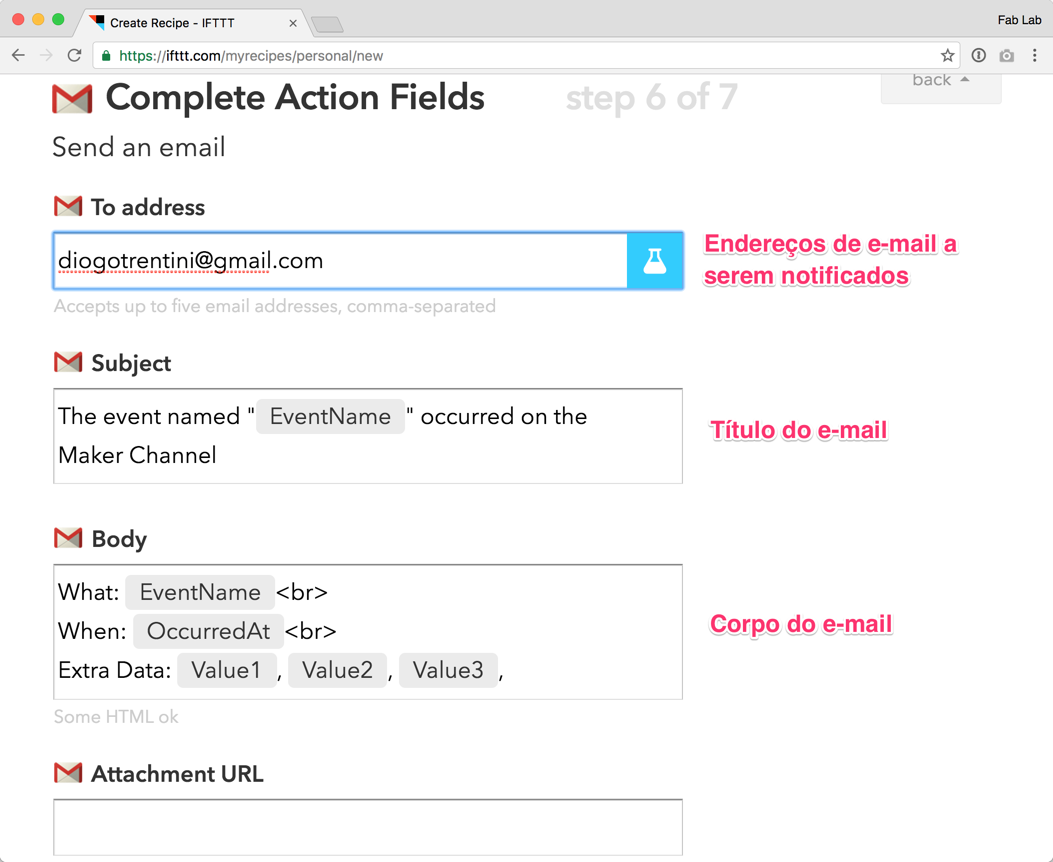 Create Recipe - IFTTT
Fab Lab
https://ifttt.com/myrecipes/personal/new
Complete Action Fields
step 6 of 7
back
Send an email
To address
diogotrentini@gmail.com
Endereços de e-mail a
serem notificados
Accepts up to five email addresses, comma-separated
Subject
The event named " EventName " occurred on the
Maker Channel
Título do e-mail
Body
What: EventName <br>
When: OccurredAt <br>
Extra Data: Value1 , Value2 , Value3 ,
Corpo do e-mail
Some HTML ok
Attachment URL